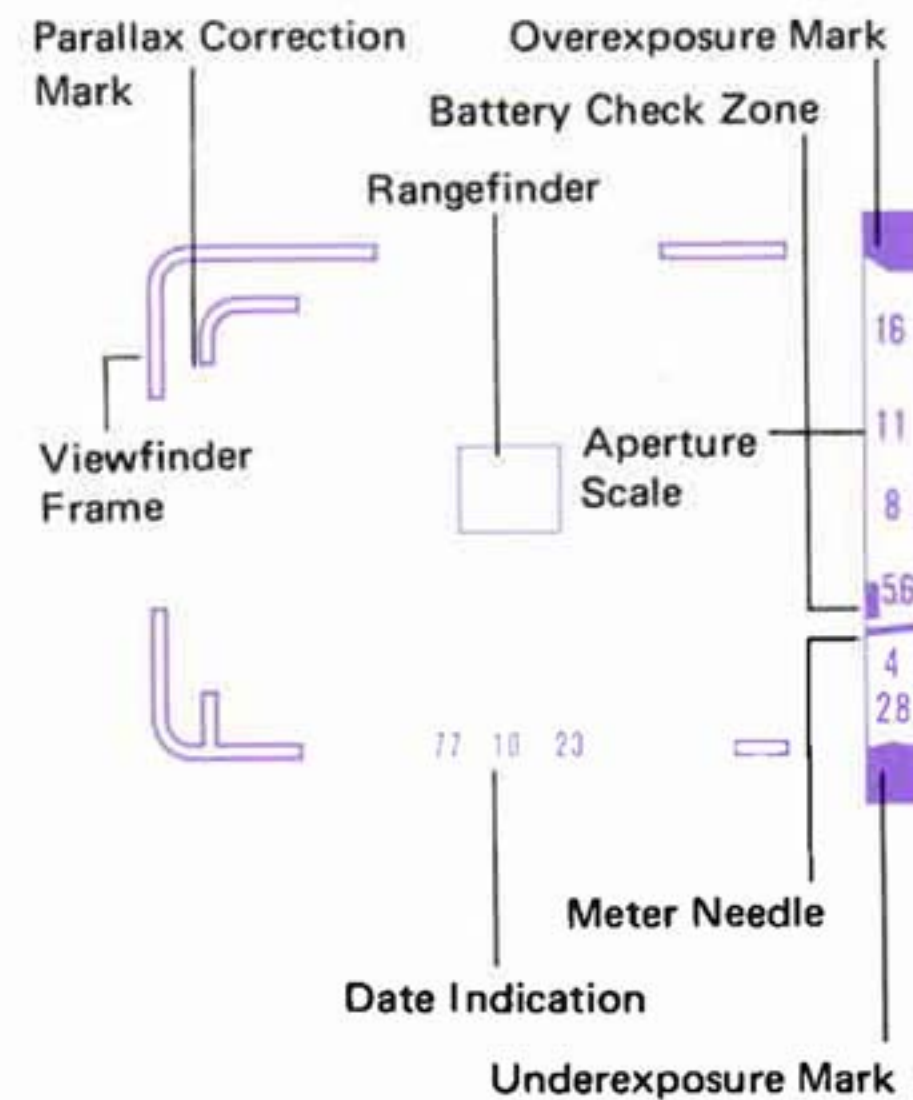 Parallax Correction
Mark
Overexposure Mark
Battery Check Zone
Rangefinder
16
Viewfinder
Frame
Aperture
Scale
11
8
5.6
4
2.8
77 10 23
Meter Needle
Date Indication
Underexposure Mark